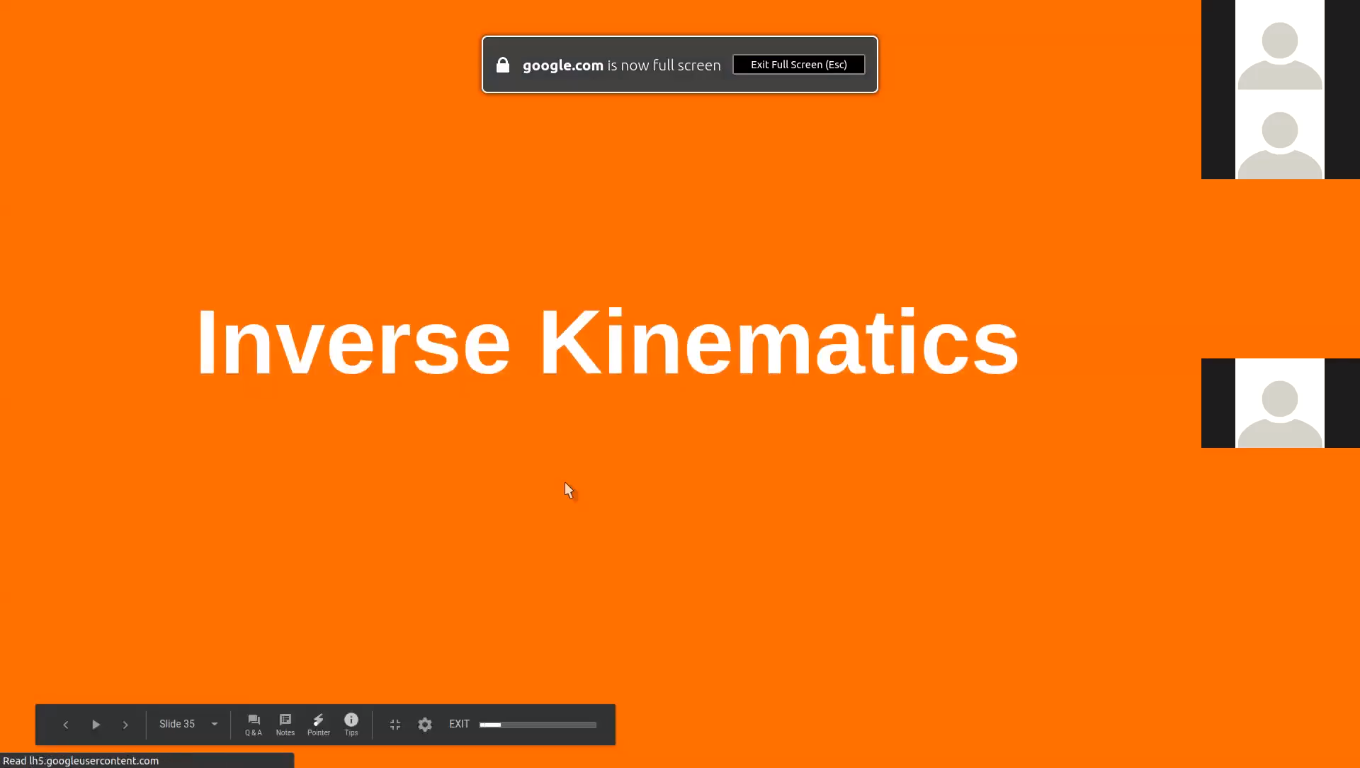 google.com is now full screen
Exit Full Screen (Esc)
Inverse Kinematics
Slide 35
Q & A
Notes
Pointer
Tips
EXIT
Read lh5.googleusercontent.com